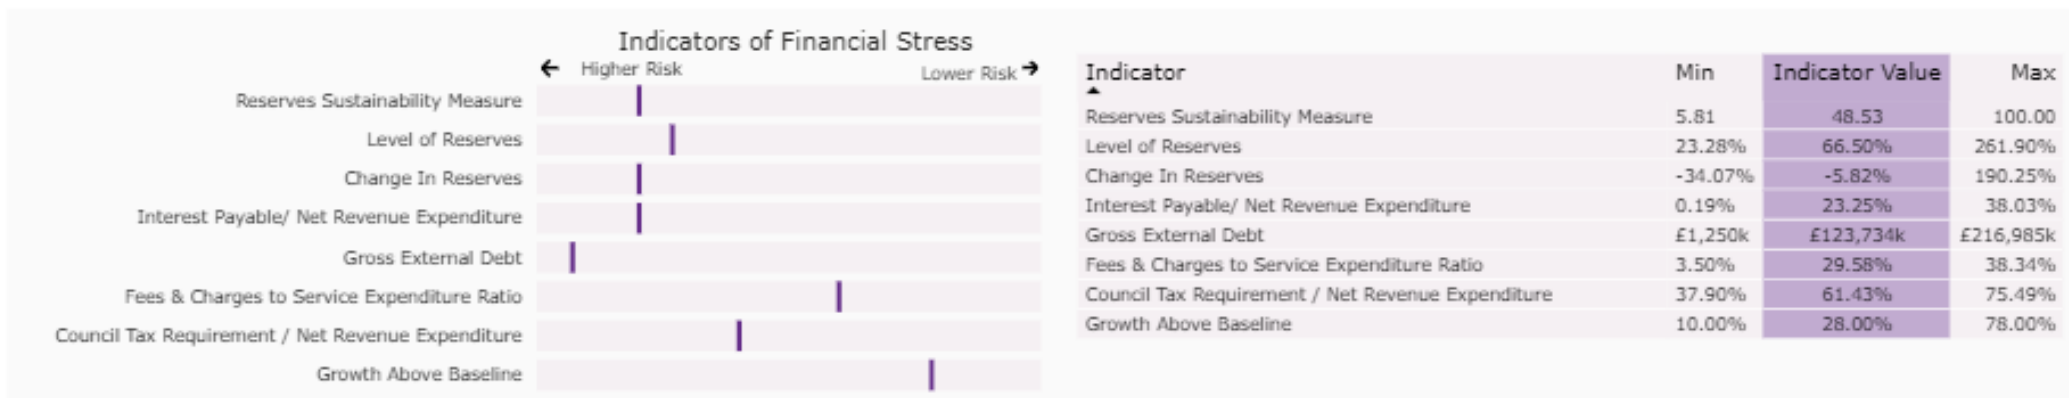 Indicators of Financial Stress
← Higher Risk Lower Risk →
Reserves Sustainability Measure
Level of Reserves
Change In Reserves
Interest Payable/ Net Revenue Expenditure
Gross External Debt
Fees & Charges to Service Expenditure Ratio
Council Tax Requirement / Net Revenue Expenditure
Growth Above Baseline
Indicator Min Indicator Value Max
Reserves Sustainability Measure 5.81 48.53 100.00
Level of Reserves 23.28% 66.50% 261.90%
Change In Reserves -34.07% -5.82% 190.25%
Interest Payable/ Net Revenue Expenditure 0.19% 23.25% 38.03%
Gross External Debt £1,250k £123,734k £216,985k
Fees & Charges to Service Expenditure Ratio 3.50% 29.58% 38.34%
Council Tax Requirement / Net Revenue Expenditure 37.90% 61.43% 75.49%
Growth Above Baseline 10.00% 28.00% 78.00%